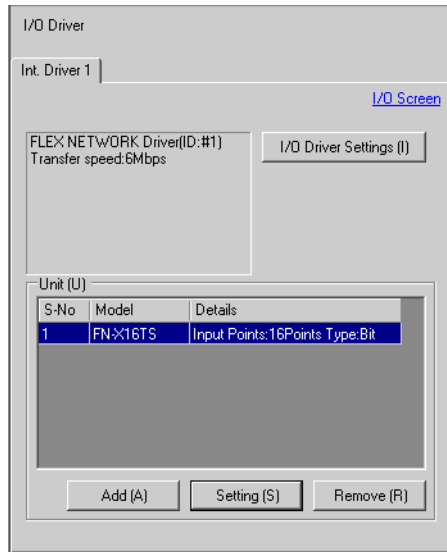 I/O Driver
Int. Driver 1
I/O Screen
FLEX NETWORK Driver(ID:#1)
Transfer speed:6Mbps
I/O Driver Settings (I)
Unit (U)
S-No Model Details
1 FN-X16TS Input Points:16Points Type:Bit
Add (A) Setting (S) Remove (R)